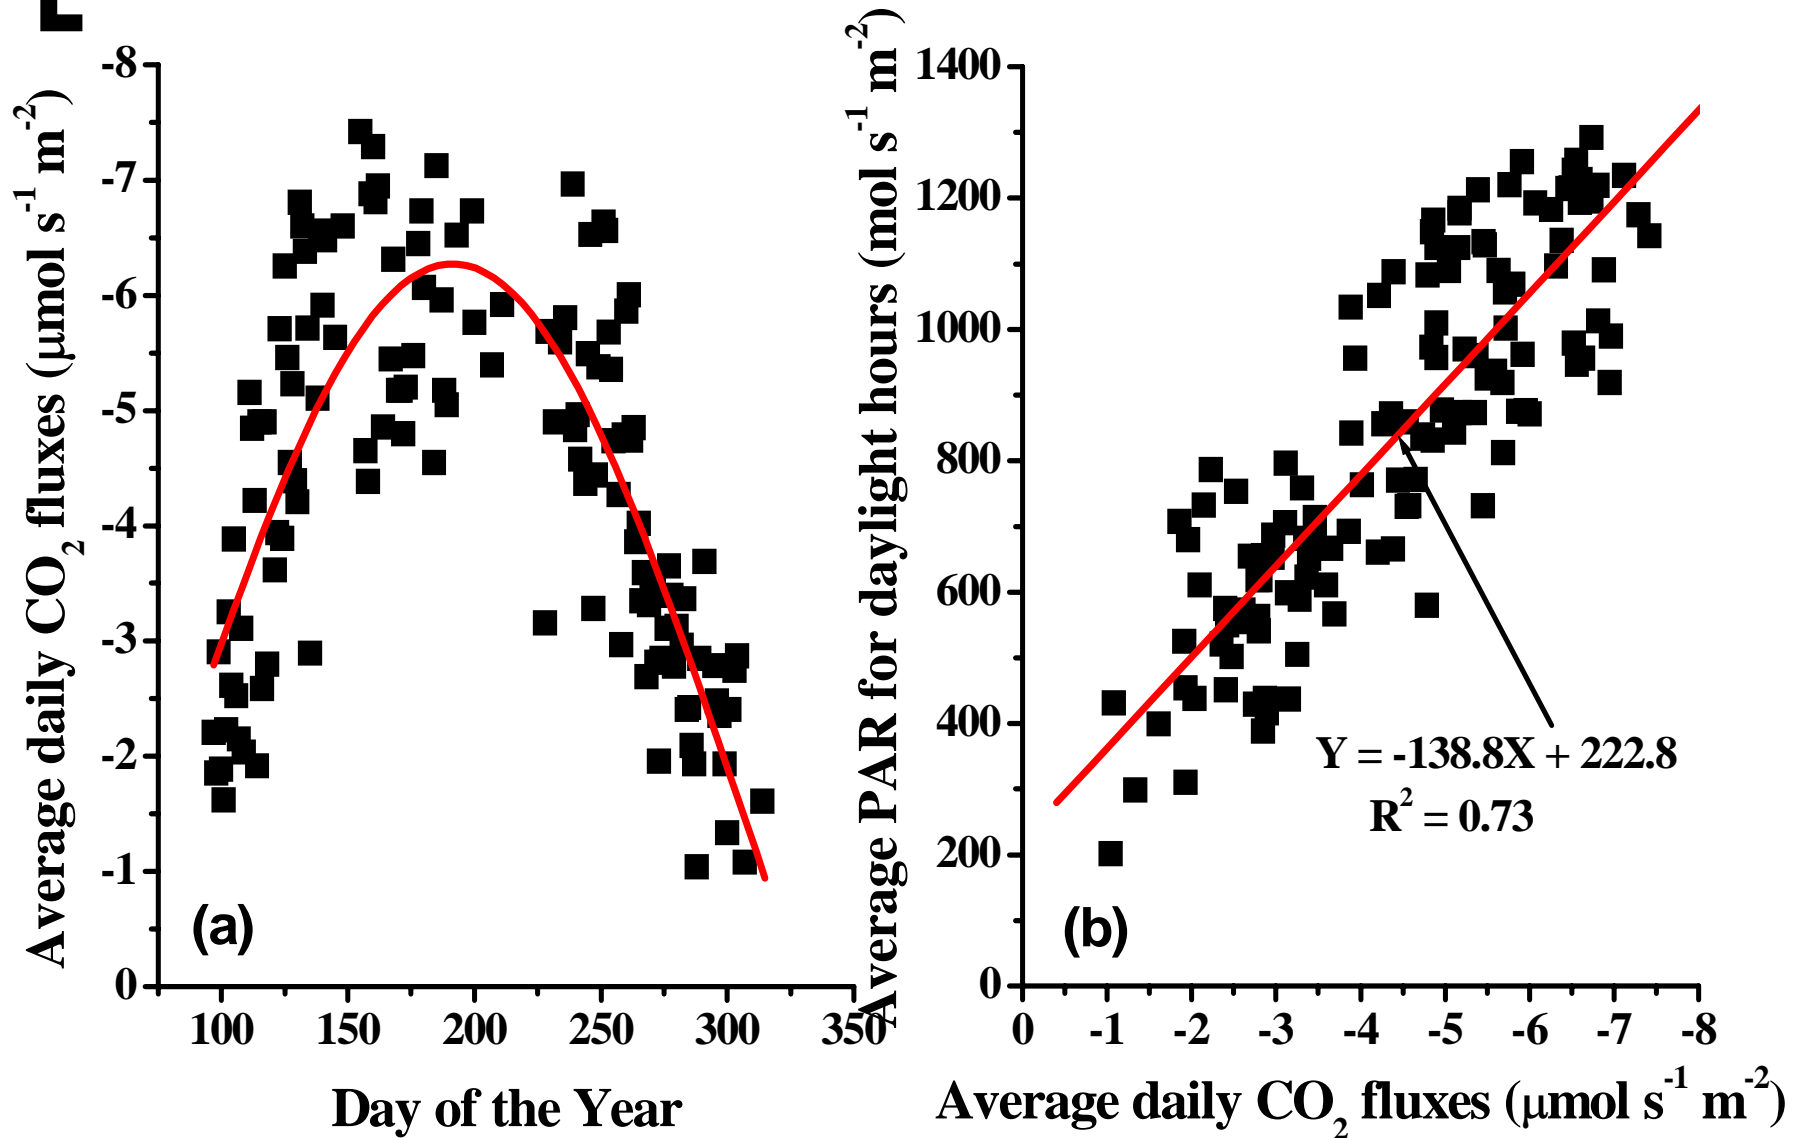 Average daily CO2 fluxes (μmol s-1 m-2)
-8
-7
-6
-5
-4
-3
-2
-1
0
(a)
100 150 200 250 300 350
Day of the Year
Average PAR for daylight hours (mol s-1 m-2)
1400
1200
1000
800
600
400
200
0
Y = -138.8X + 222.8
R2 = 0.73
(b)
0 -1 -2 -3 -4 -5 -6 -7 -8
Average daily CO2 fluxes (μmol s-1 m-2)